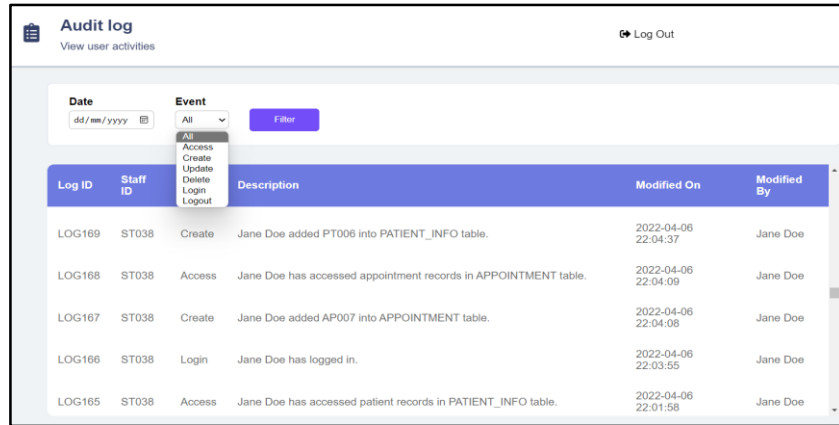 Audit log
View user activities
Log Out
Date
Event
dd/mm/yyyy
All
Filter
All
Access
Create
Update
Delete
Login
Logout
Log ID
Staff
ID
Description
Modified On
Modified
By
LOG169 ST038 Create Jane Doe added PT006 into PATIENT_INFO table. 2022-04-06
22:04:37 Jane Doe
LOG168 ST038 Access Jane Doe has accessed appointment records in APPOINTMENT table. 2022-04-06
22:04:09 Jane Doe
LOG167 ST038 Create Jane Doe added AP007 into APPOINTMENT table. 2022-04-06
22:04:08 Jane Doe
LOG166 ST038 Login Jane Doe has logged in. 2022-04-06
22:03:55 Jane Doe
LOG165 ST038 Access Jane Doe has accessed patient records in PATIENT_INFO table. 2022-04-06
22:01:58 Jane Doe